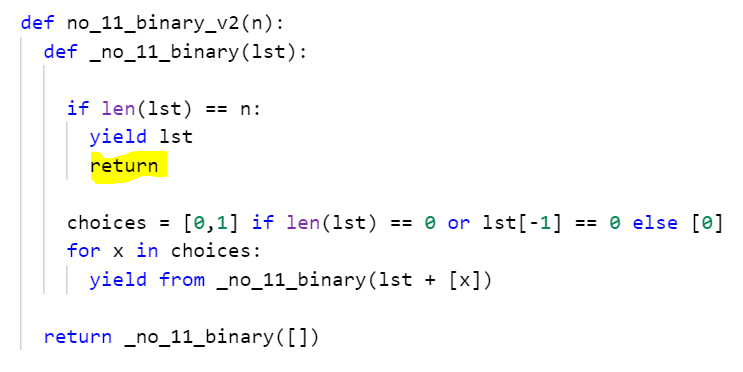 def no_11_binary_v2(n):
  def _no_11_binary(lst):
    if len(lst) == n:
      yield lst
      return
    choices = [0,1] if len(lst) == 0 or lst[-1] == 0 else [0]
    for x in choices:
      yield from _no_11_binary(lst + [x])
  return _no_11_binary([])